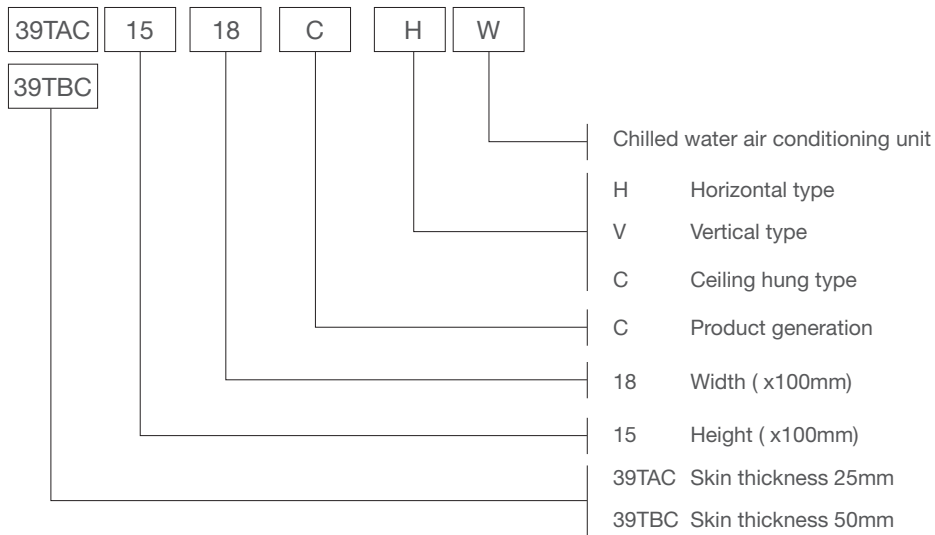 39TAC 15 18 C H W
39TBC
Chilled water air conditioning unit
H Horizontal type
V Vertical type
C Ceiling hung type
C Product generation
18 Width ( x100mm)
15 Height ( x100mm)
39TAC Skin thickness 25mm
39TBC Skin thickness 50mm